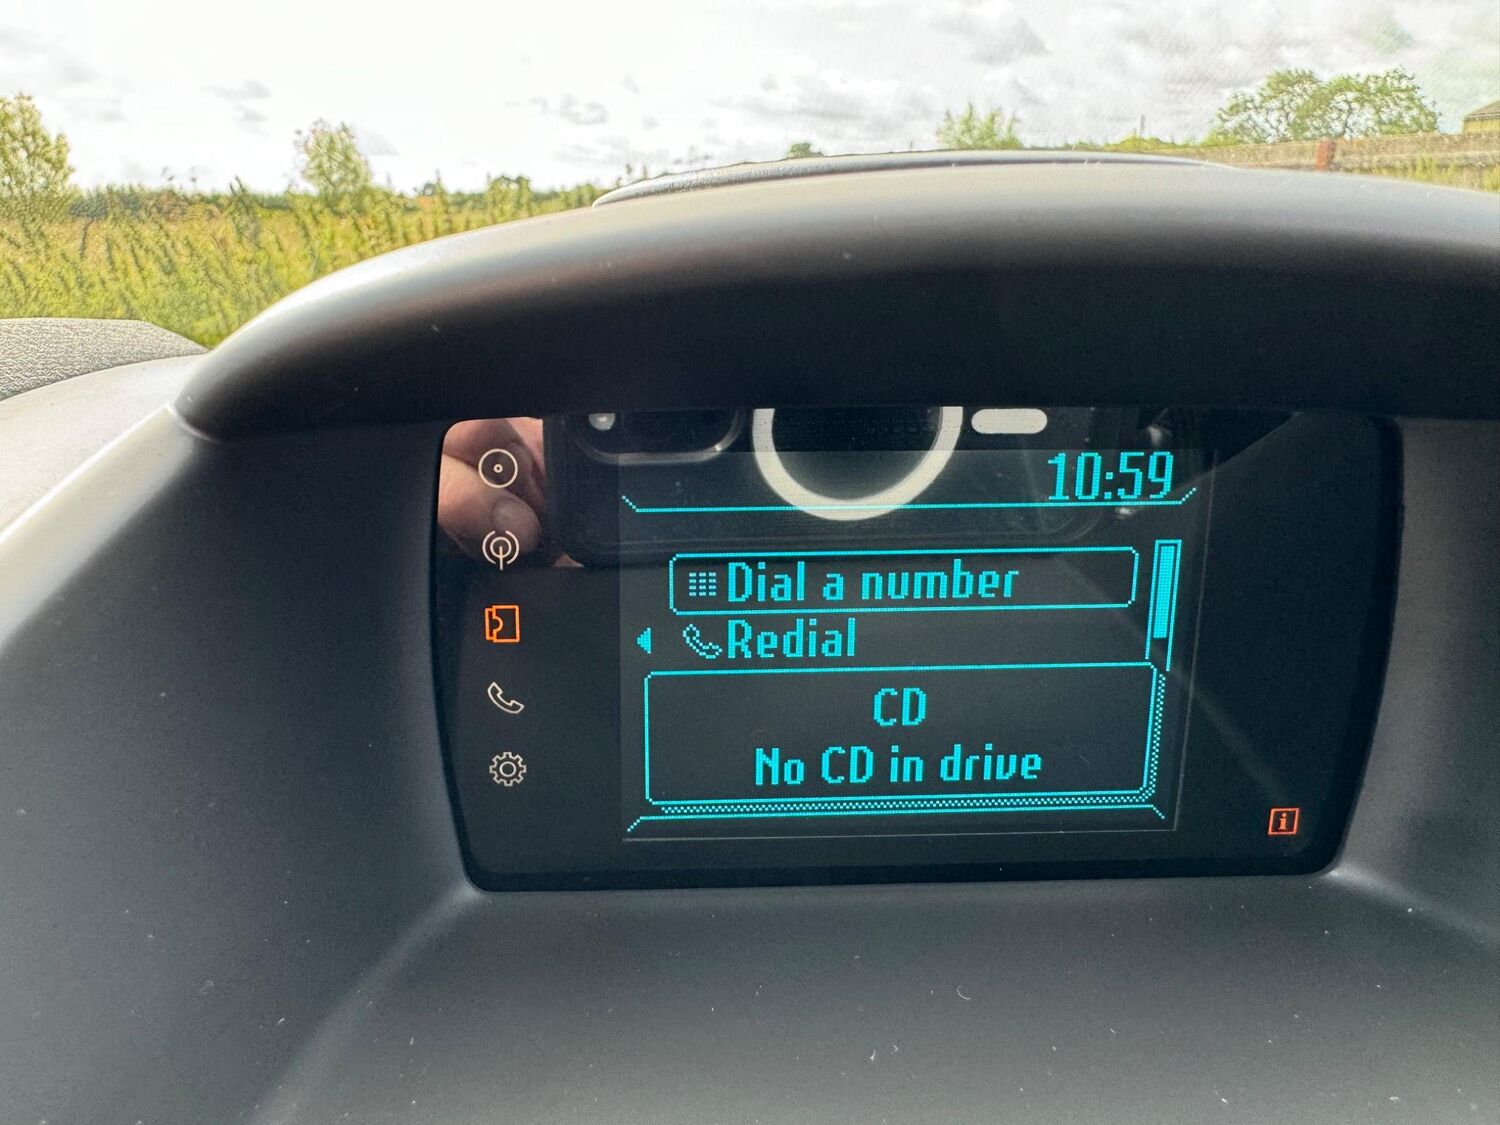 10:59
Dial a number
Redial
CD
No CD in drive
i